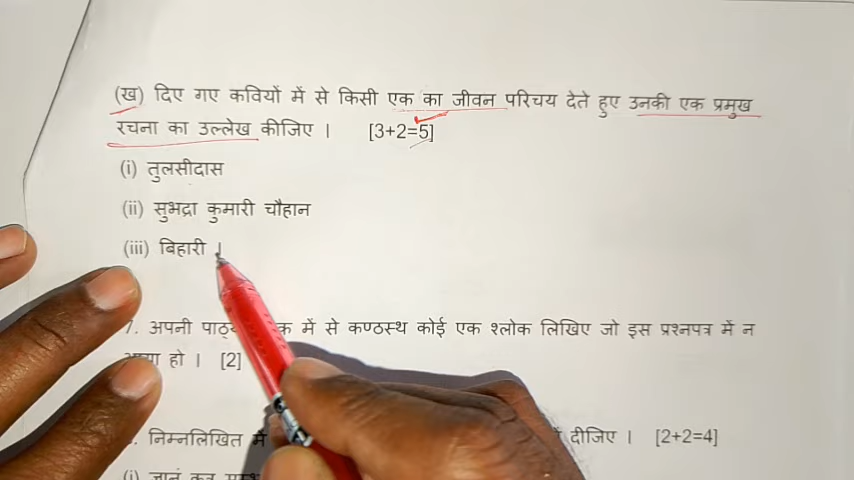 (ख) दिए गए कवियों में से किसी एक का जीवन परिचय देते हुए उनकी एक प्रमुख
रचना का उल्लेख कीजिए । [3+2=5]
(i) तुलसीदास
(ii) सुभद्रा कुमारी चौहान
(iii) बिहारी ।
7. अपनी में से कण्ठस्थ कोई एक श्लोक लिखिए जो इस प्रश्नपत्र में न
हो । [2]
निम्नलिखित में दीजिए । [2+2=4]
(i)